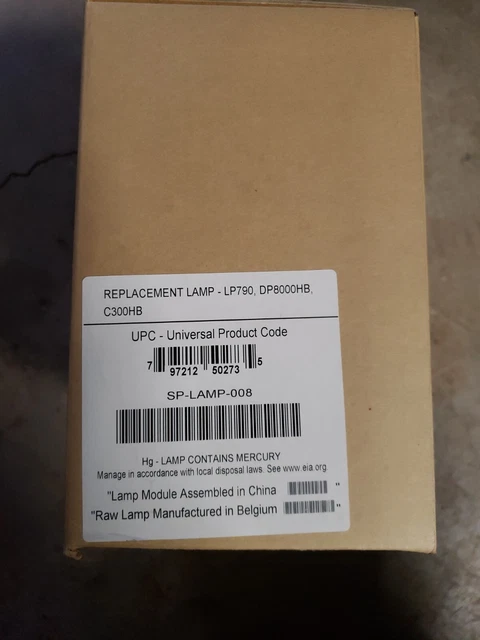 REPLACEMENT LAMP - LP790, DP8000HB,
C300HB
UPC - Universal Product Code
7 97212 50273 5
SP-LAMP-008
Hg - LAMP CONTAINS MERCURY
Manage in accordance with local disposal laws. See www.eia.org
"Lamp Module Assembled in China "
"Raw Lamp Manufactured in Belgium "